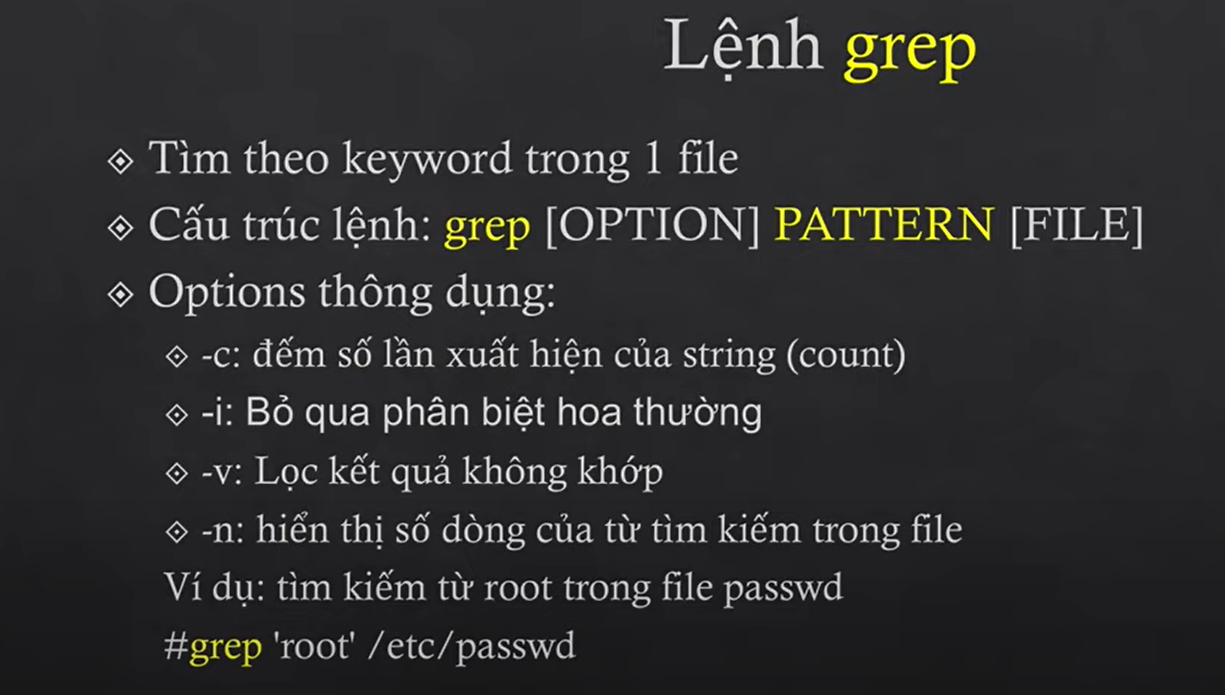 Lệnh grep
Tìm theo keyword trong 1 file
Cấu trúc lệnh: grep [OPTION] PATTERN [FILE]
Options thông dụng:
-c: đếm số lần xuất hiện của string (count)
-i: Bỏ qua phân biệt hoa thường
-v: Lọc kết quả không khớp
-n: hiển thị số dòng của từ tìm kiếm trong file
Ví dụ: tìm kiếm từ root trong file passwd
#grep 'root' /etc/passwd